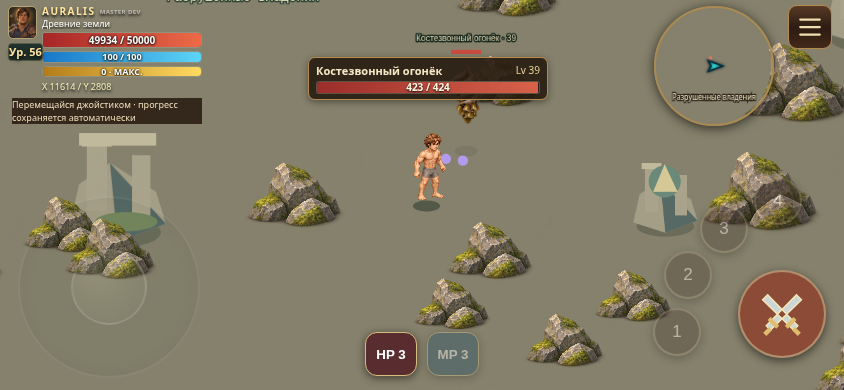 AURALIS MASTER DEV
Древние земли
49934 / 50000
Ур. 56
100 / 100
0 · МАКС.
X 11614 / Y 2808
Перемещайся джойстиком · прогресс
сохраняется автоматически
Костезвонный огонёк · 39
Костезвонный огонёк Lv 39
423 / 424
Разрушенные владения
3
2
1
HP 3
MP 3